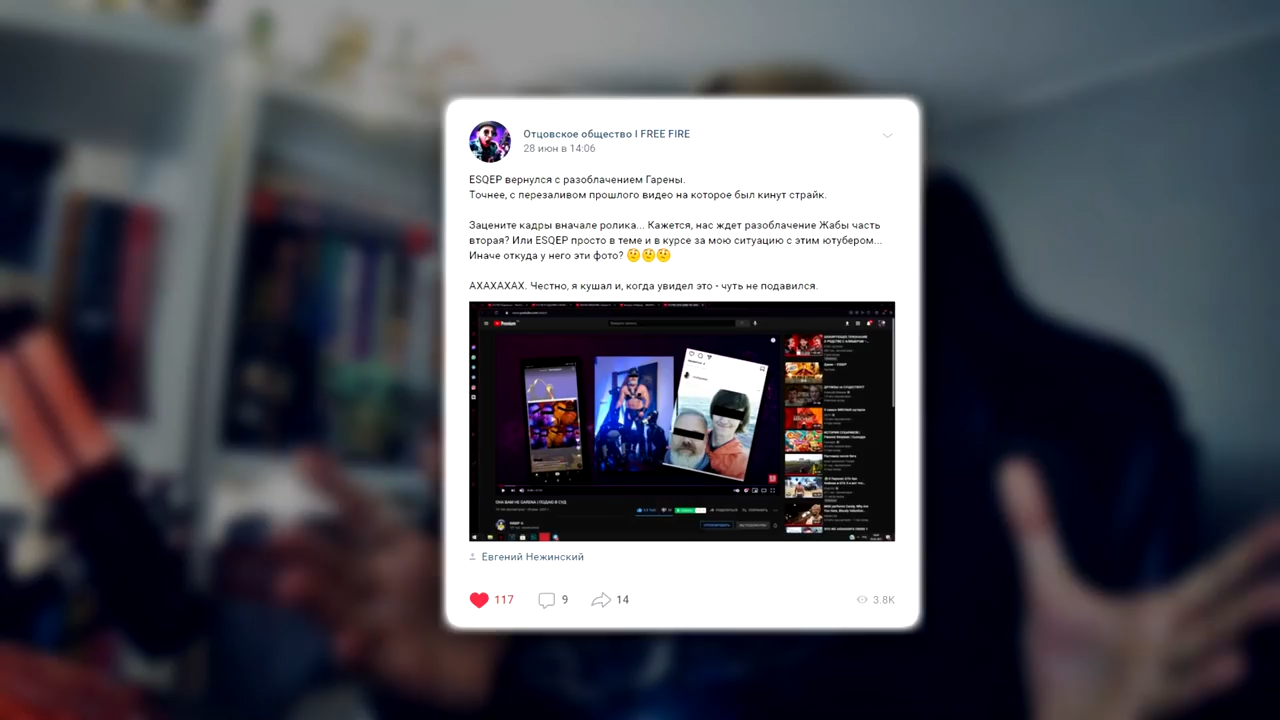 Отцовское общество I FREE FIRE
28 июн в 14:06
ESQEP вернулся с разоблачением Гарены.
Точнее, с перезаливом прошлого видео на которое был кинут страйк.
Зацените кадры вначале ролика... Кажется, нас ждет разоблачение Жабы часть
вторая? Или ESQEP просто в теме и в курсе за мою ситуацию с этим ютубером...
Иначе откуда у него эти фото? 🤨🤨🤨
АХАХАХАХ. Честно, я кушал и, когда увидел это - чуть не подавился.
Premium
Евгений Нежинский
117
9
14
3.8K